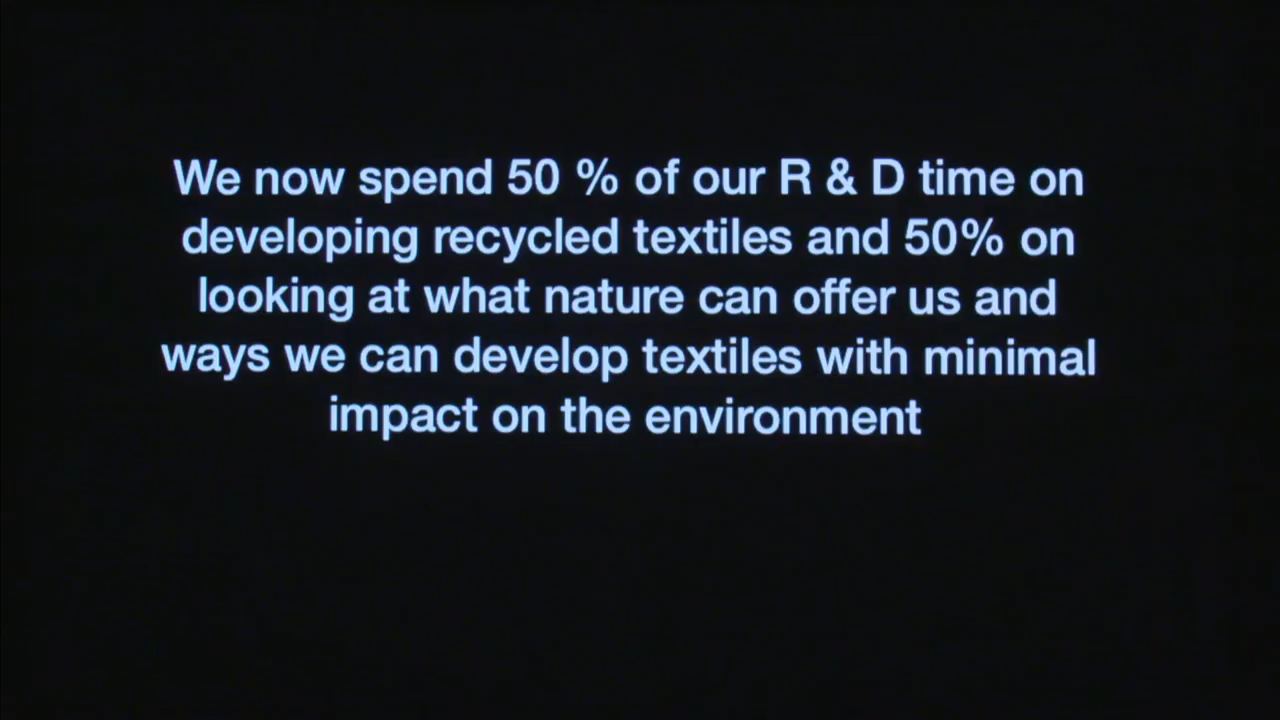 We now spend 50 % of our R & D time on
developing recycled textiles and 50% on
looking at what nature can offer us and
ways we can develop textiles with minimal
impact on the environment